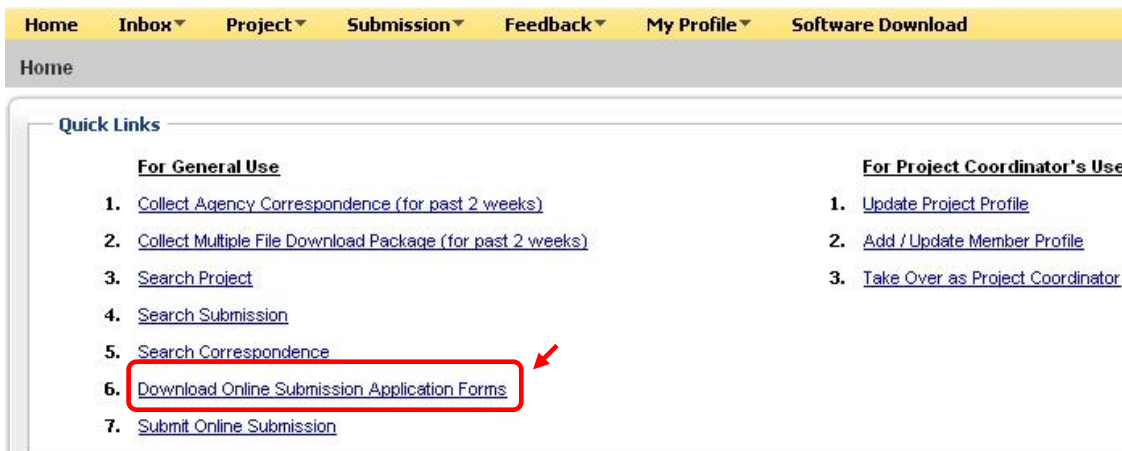 Home Inbox Project Submission Feedback My Profile Software Download
Home
Quick Links
For General Use
1. Collect Agency Correspondence (for past 2 weeks)
2. Collect Multiple File Download Package (for past 2 weeks)
3. Search Project
4. Search Submission
5. Search Correspondence
6. Download Online Submission Application Forms
7. Submit Online Submission
For Project Coordinator's Use
1. Update Project Profile
2. Add / Update Member Profile
3. Take Over as Project Coordinator